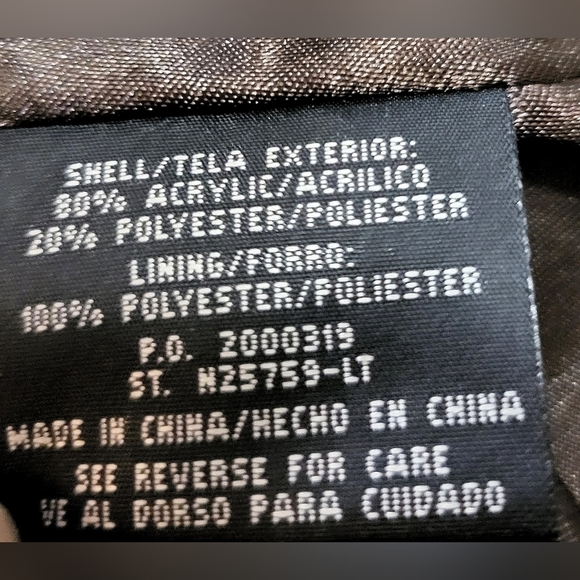 SHELL/TELA EXTERIOR:
80% ACRYLIC/ACRILICO
20% POLYESTER/POLIESTER
LINING/FORRO:
100% POLYESTER/POLIESTER
P.O. 2000319
ST. N25759-LT
MADE IN CHINA/HECHO EN CHINA
SEE REVERSE FOR CARE
VE AL DORSO PARA CUIDADO